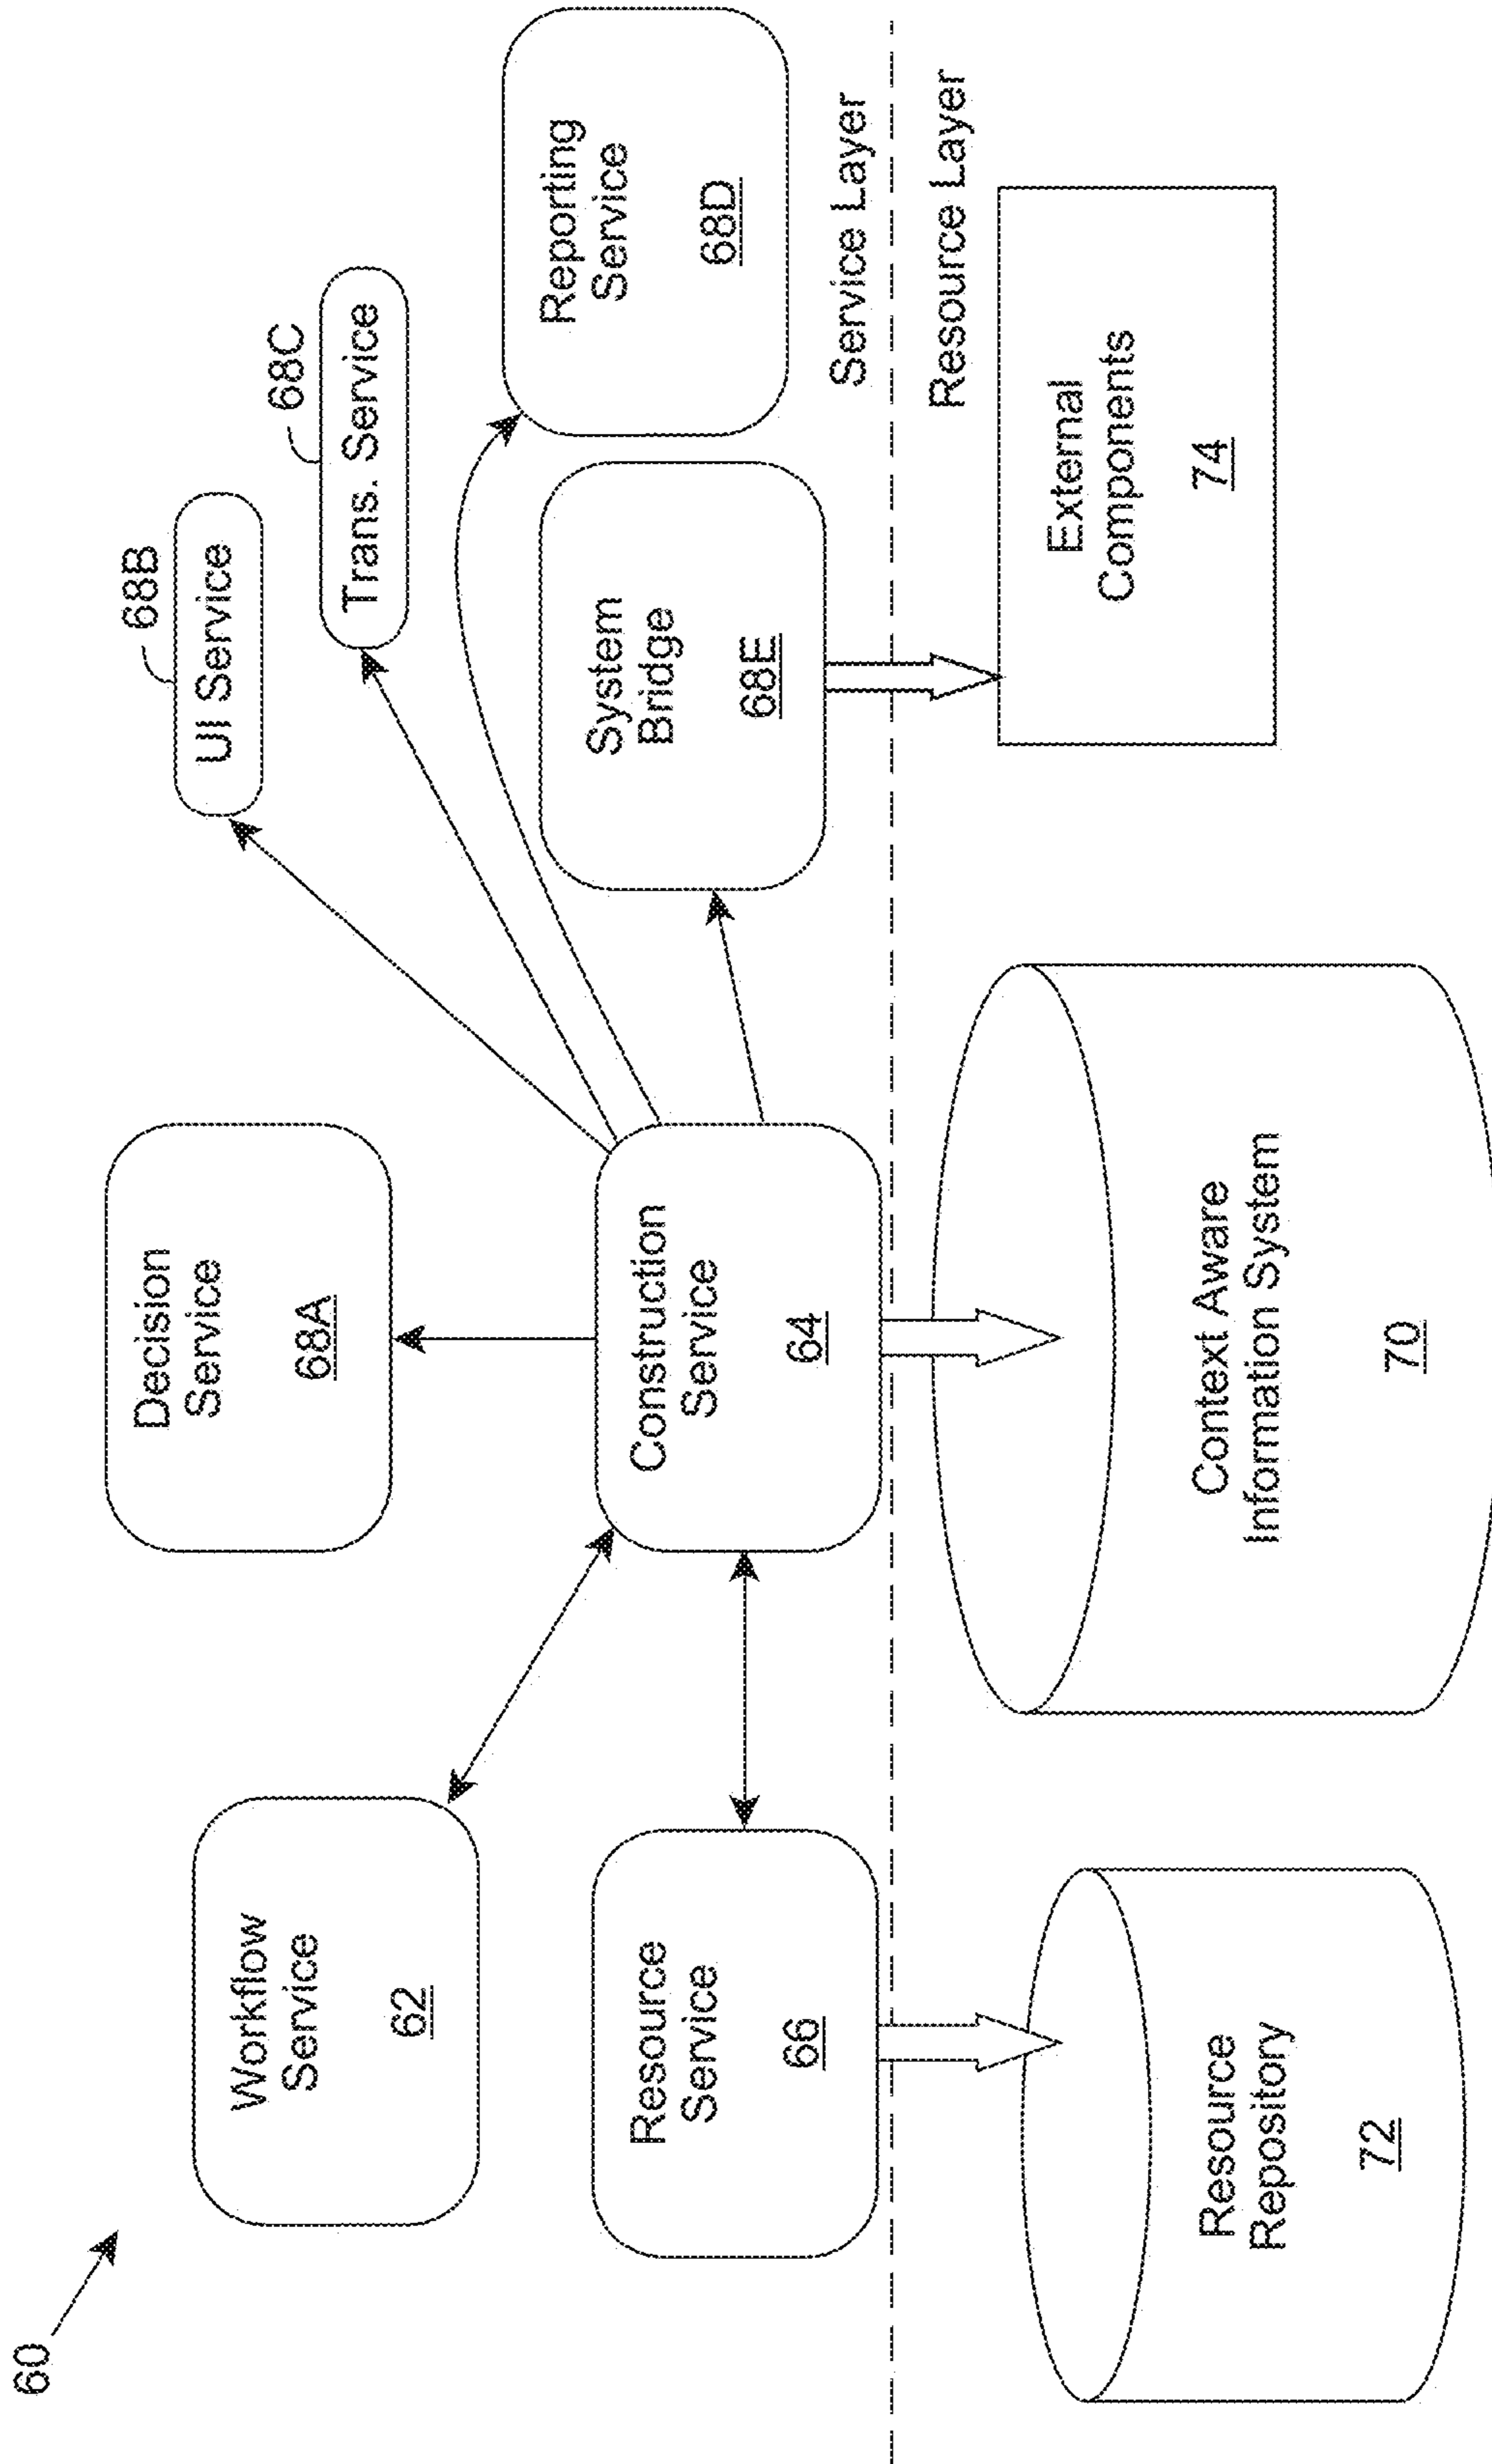 60
Workflow
Service
62
Decision
Service
68A
68B
UI Service
68C
Trans. Service
Resource
Service
66
Construction
Service
64
System
Bridge
68E
Reporting
Service
68D
Service Layer
Resource Layer
Resource
Repository
72
Context Aware
Information System
70
External
Components
74